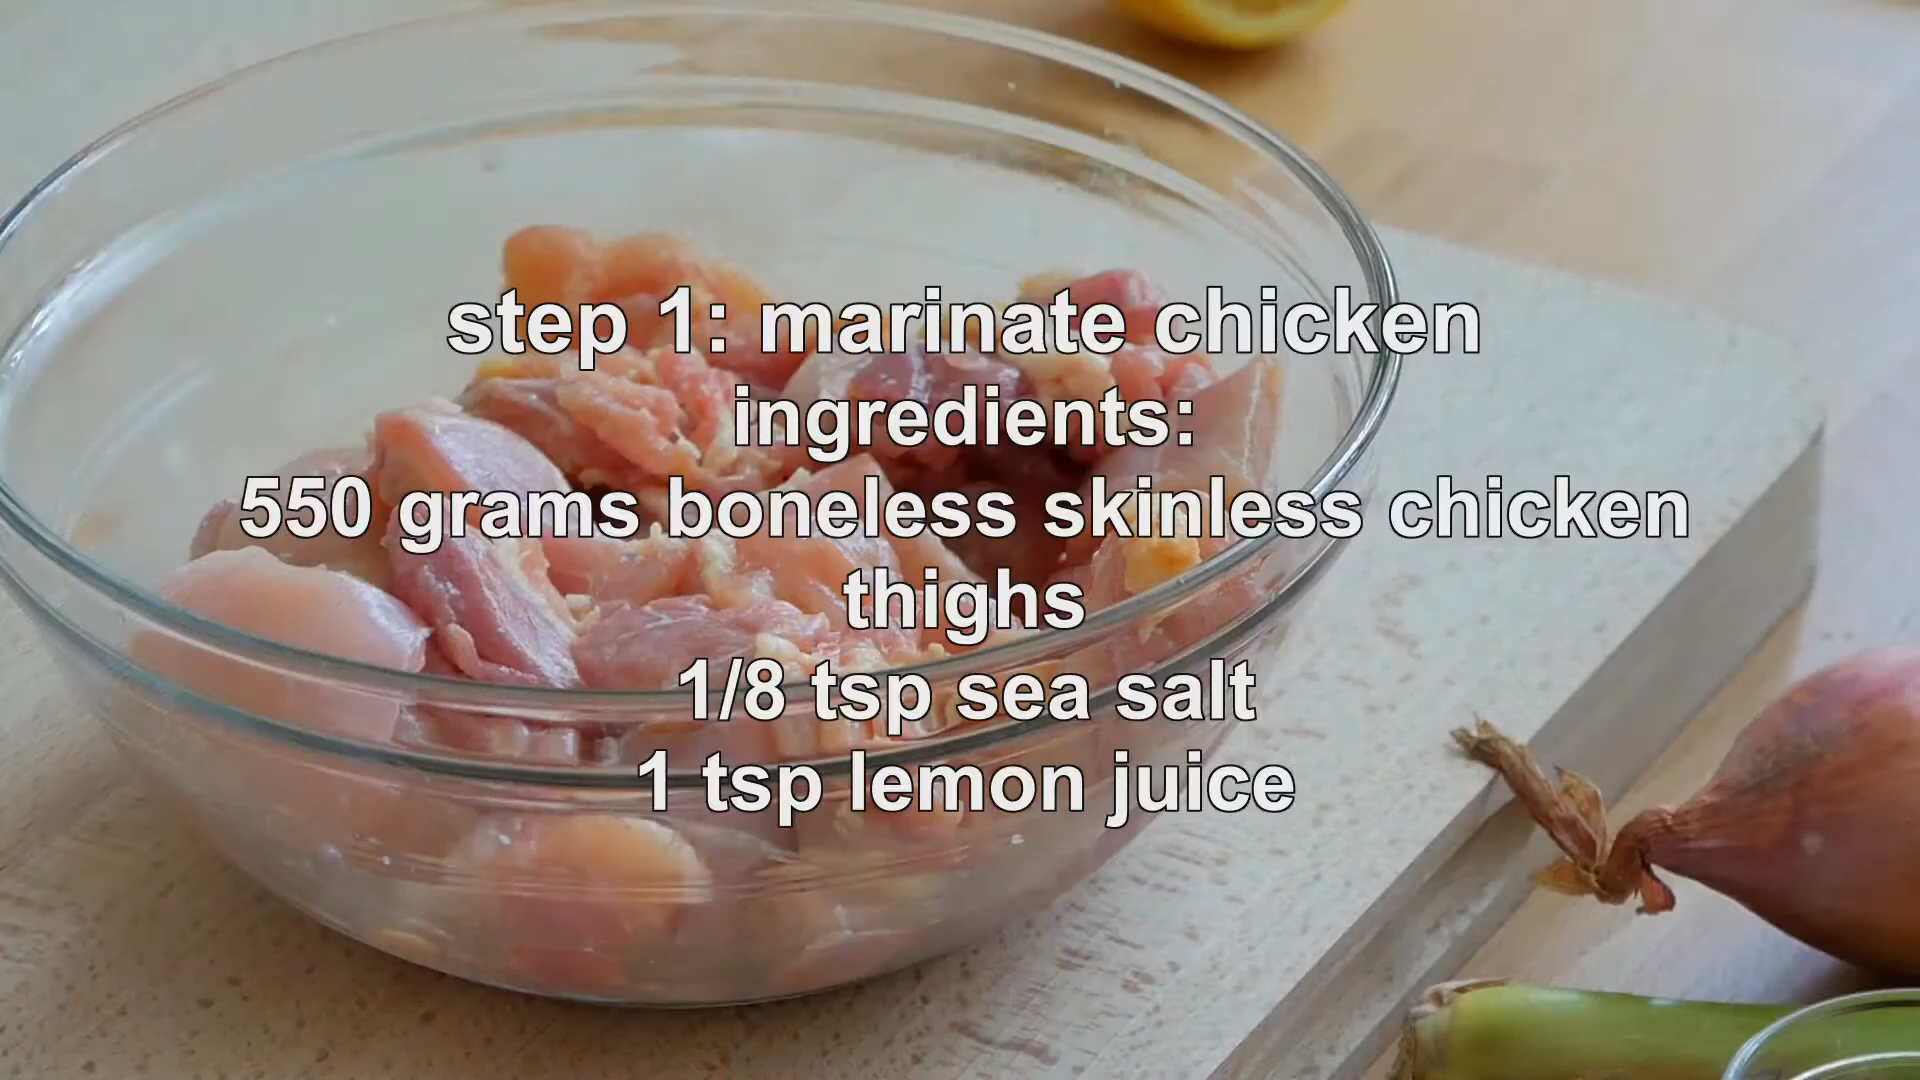 step 1: marinate chicken
ingredients:
550 grams boneless skinless chicken
thighs
1/8 tsp sea salt
1 tsp lemon juice